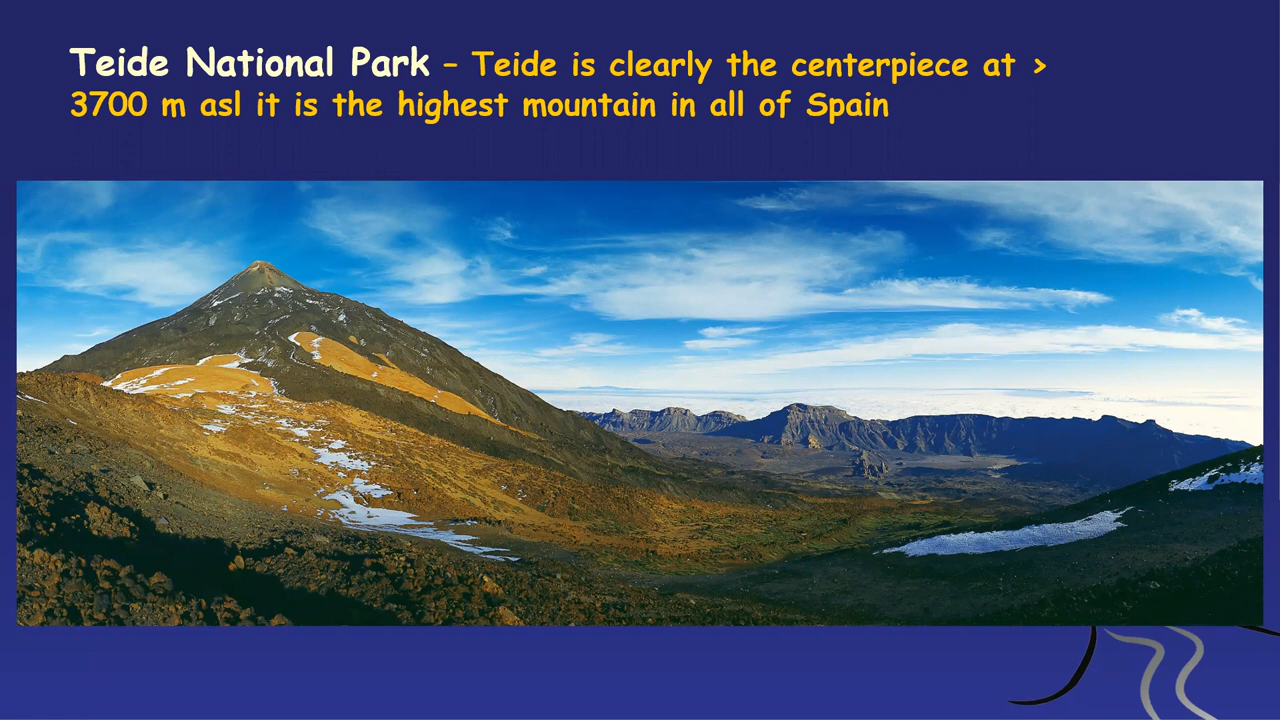 Teide National Park – Teide is clearly the centerpiece at >
3700 m asl it is the highest mountain in all of Spain